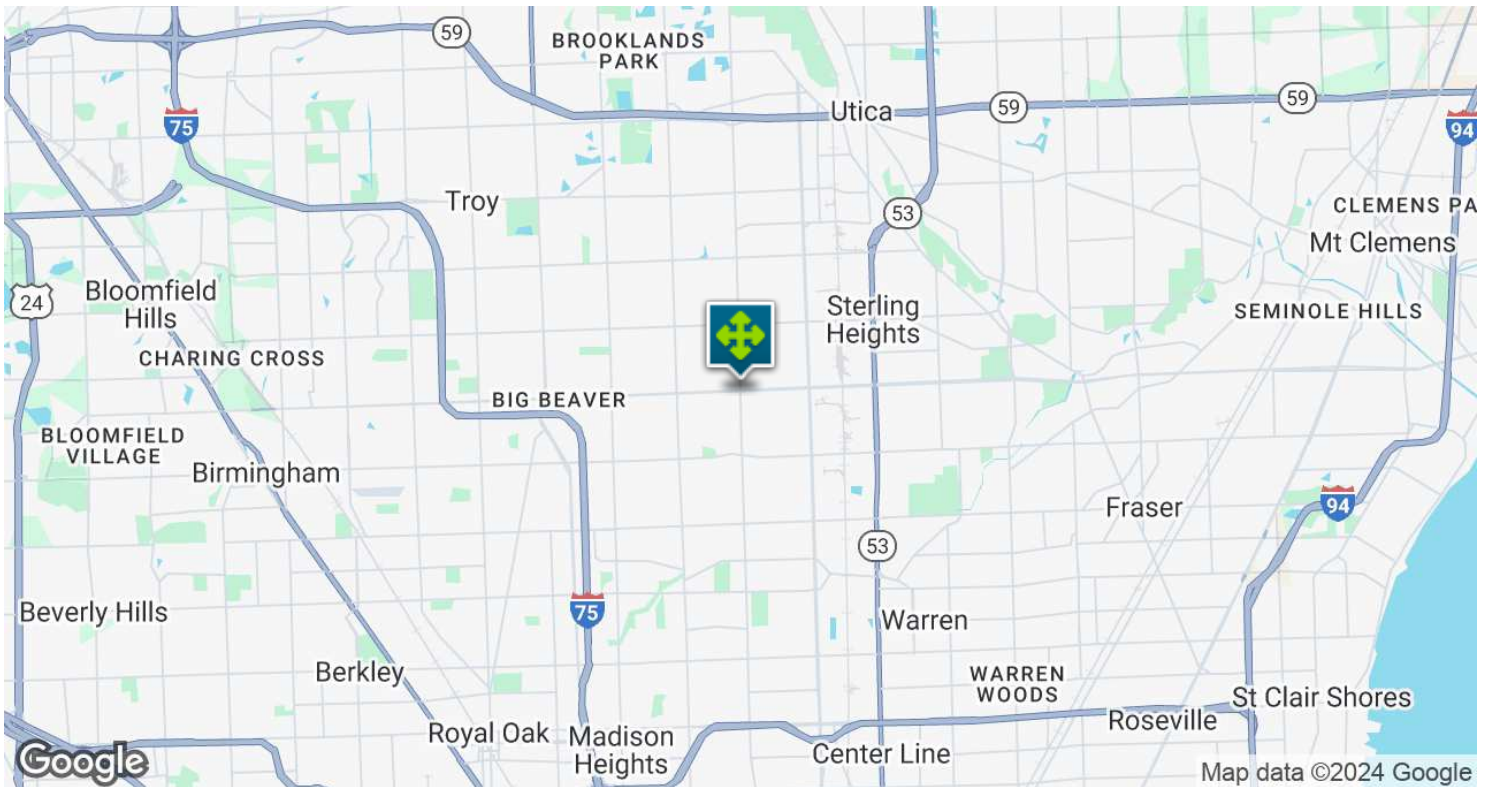 59
BROOKLANDS
PARK
Utica
59
59
75
94
Troy
53
CLEMENS PA
Mt Clemens
24
Bloomfield
Hills
Sterling
Heights
SEMINOLE HILLS
CHARING CROSS
BIG BEAVER
BLOOMFIELD
VILLAGE
Birmingham
Fraser
94
53
Beverly Hills
75
Warren
Berkley
WARREN
WOODS
St Clair Shores
Roseville
Royal Oak
Madison
Heights
Center Line
Google
Map data ©2024 Google